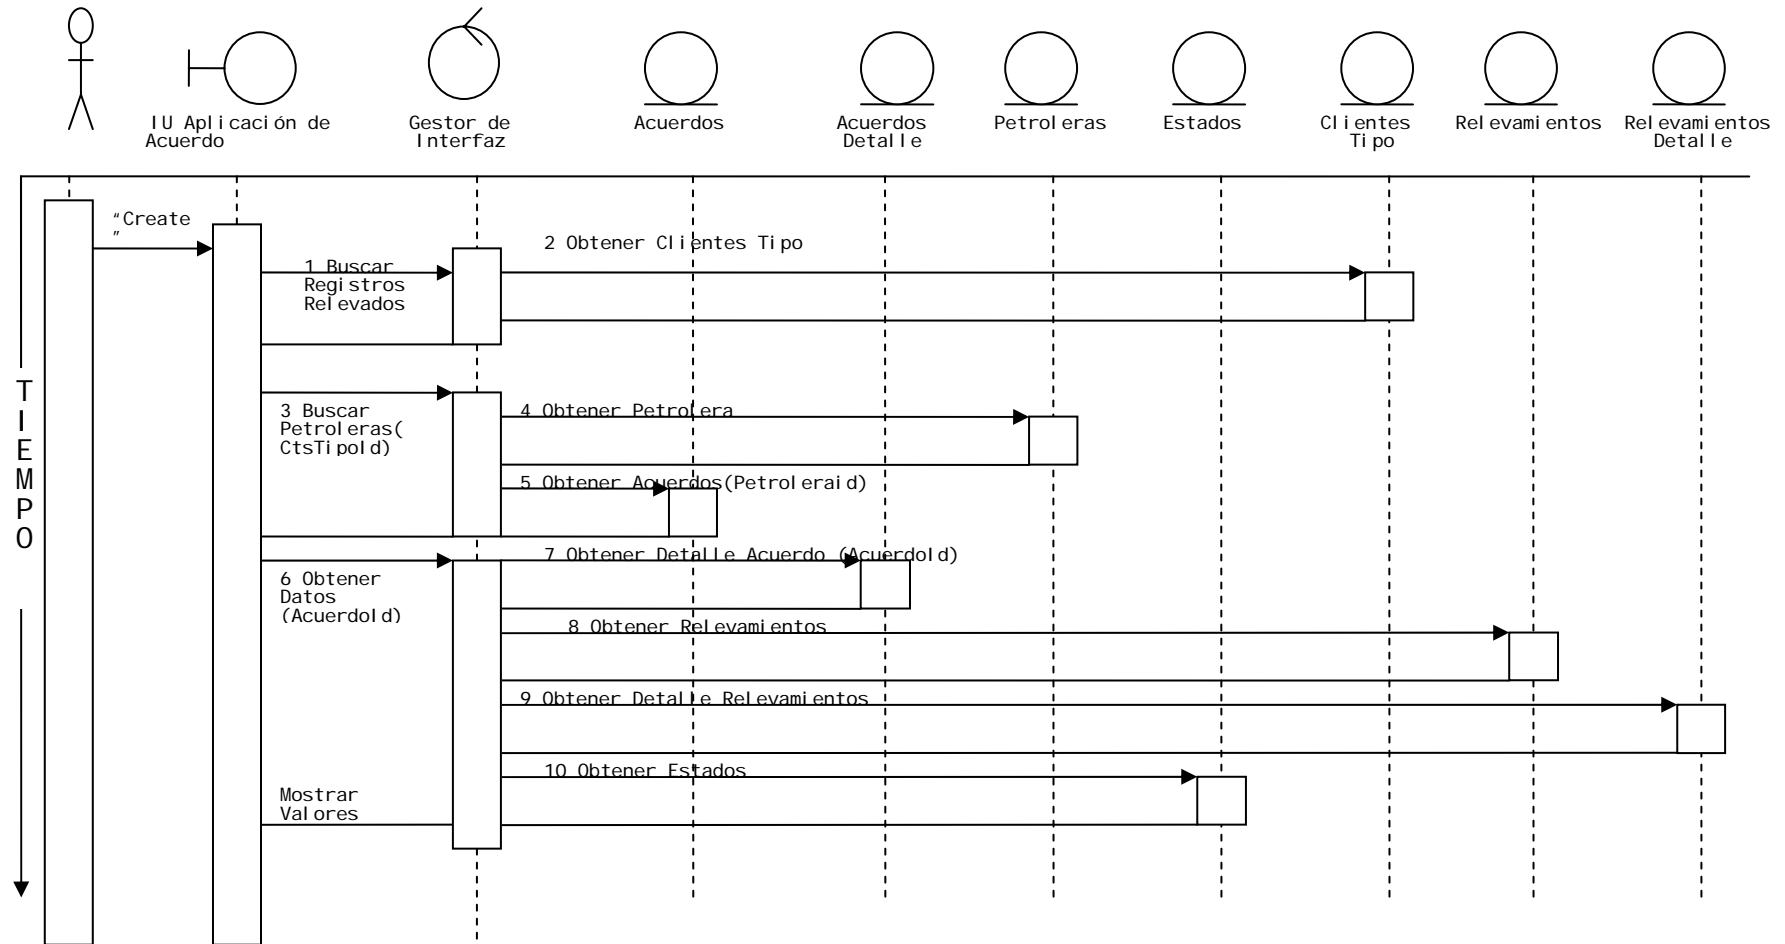 IU Aplicación de
Acuerdo
Gestor de
Interfaz
Acuerdos
Acuerdos
Detalle
Petroleras
Estados
Clientes
Tipo
Relevamientos
Relevamientos
Detalle
“Create
”
2 Obtener Clientes Tipo
1 Buscar
Registros
Relevados
TIEMPO
3 Buscar
Petroleras(
CtsTipoId)
4 Obtener Petrolera
5 Obtener Acuerdos(Petroleraid)
7 Obtener Detalle Acuerdo (AcuerdoId)
6 Obtener
Datos
(AcuerdoId)
8 Obtener Relevamientos
9 Obtener Detalle Relevamientos
10 Obtener Estados
Mostrar
Valores